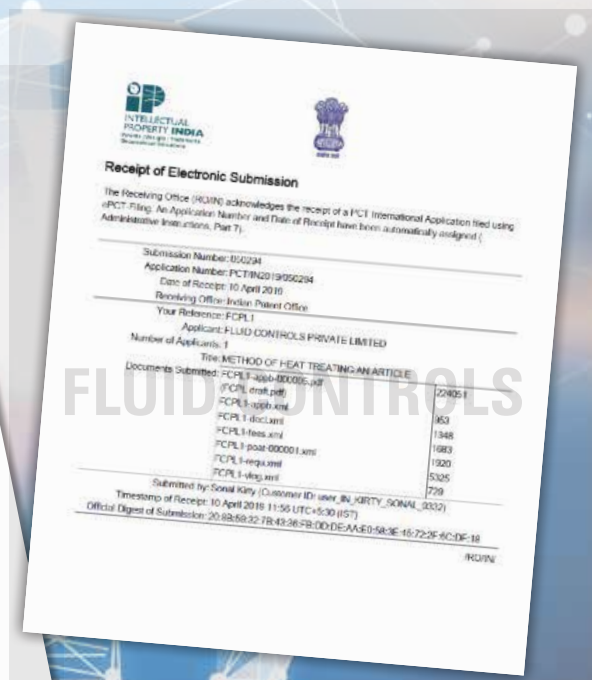 iP
INTELLECTUAL
PROPERTY INDIA
Receipt of Electronic Submission
The Receiving Office (RO/IN) acknowledges the receipt of a PCT International Application filed using
ePCT-Filing. An Application Number and Date of Receipt have been automatically assigned (
Administrative Instructions, Part 7).
Submission Number: 050294
Application Number: PCT/IN2019/050294
Date of Receipt: 10 April 2019
Receiving Office: Indian Patent Office
Your Reference: FCPL1
Applicant: FLUID CONTROLS PRIVATE LIMITED
Number of Applicants: 1
Title: METHOD OF HEAT TREATING AN ARTICLE
Documents Submitted: FCPL1-appb-000006.pdf 224051
(FCPL draft.pdf)
FCPL1-appb.xml 953
FCPL1-docl.xml 1348
FCPL1-fees.xml 1683
FCPL1-poat-000001.xml 1920
FCPL1-requ.xml 5325
FCPL1-vlog.xml 729
FLUID CONTROLS
Submitted by: Sonal Kirty (Customer ID: user_IN_KIRTY_SONAL_9332)
Timestamp of Receipt: 10 April 2019 11:56 UTC+5:30 (IST)
Official Digest of Submission:
/RO/IN/